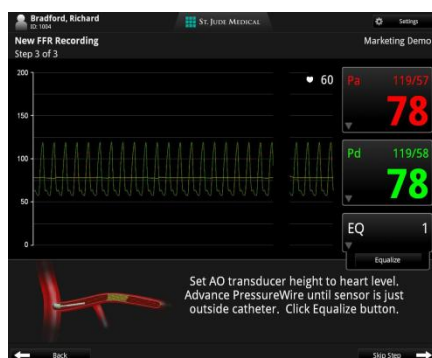 Bradford, Richard
ID: 1004
ST. JUDE MEDICAL
Settings
New FFR Recording
Marketing Demo
Step 3 of 3
200
150
100
50
0
60
Pa 119/57
78
Pd 119/58
78
EQ 1
Equalize
Set AO transducer height to heart level.
Advance PressureWire until sensor is just
outside catheter. Click Equalize button.
Back
Skip Step